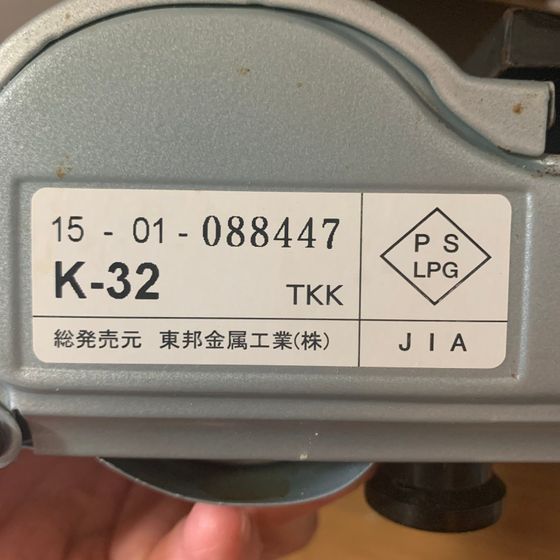 15 - 01 - 088447
K-32 TKK
総発売元 東邦金属工業(株)
P S
LPG
J I A